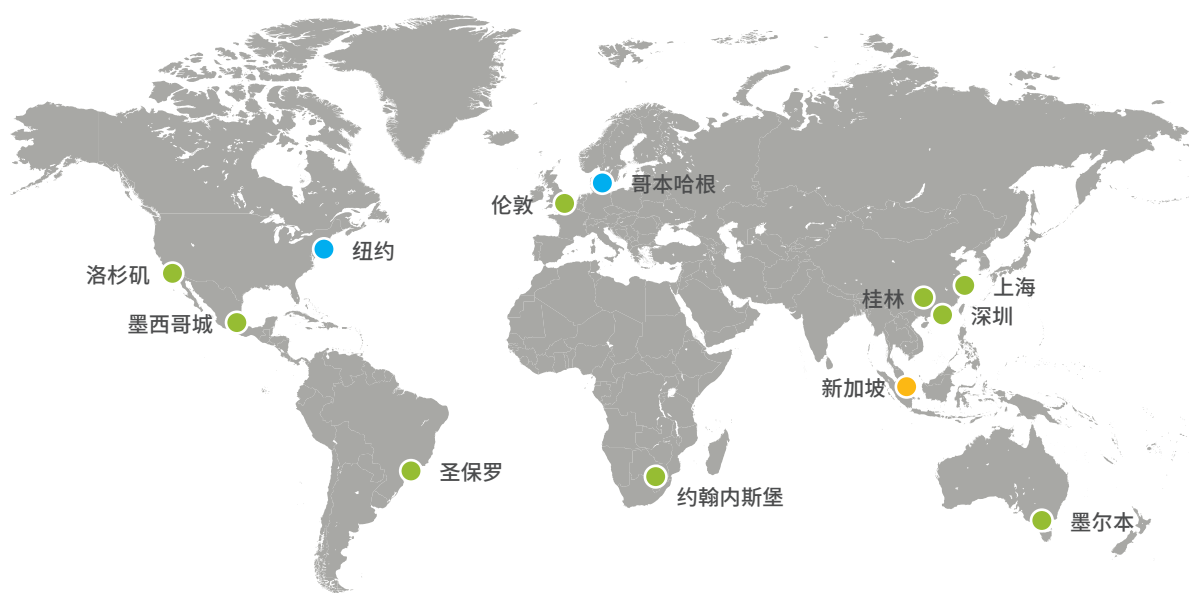 哥本哈根
伦敦
纽约
洛杉矶
上海
桂林
深圳
墨西哥城
新加坡
圣保罗
约翰内斯堡
墨尔本